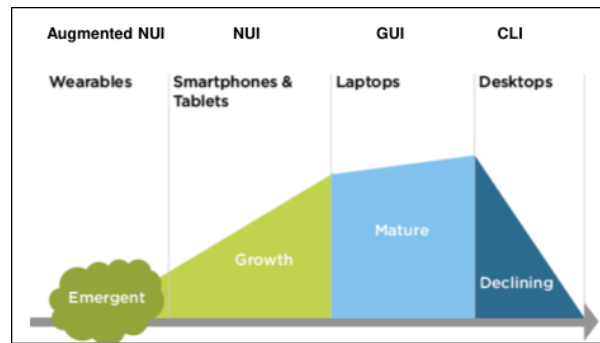 Augmented NUI NUI GUI CLI
Wearables Smartphones & Laptops Desktops
Tablets
Mature
Growth
Declining
Emergent